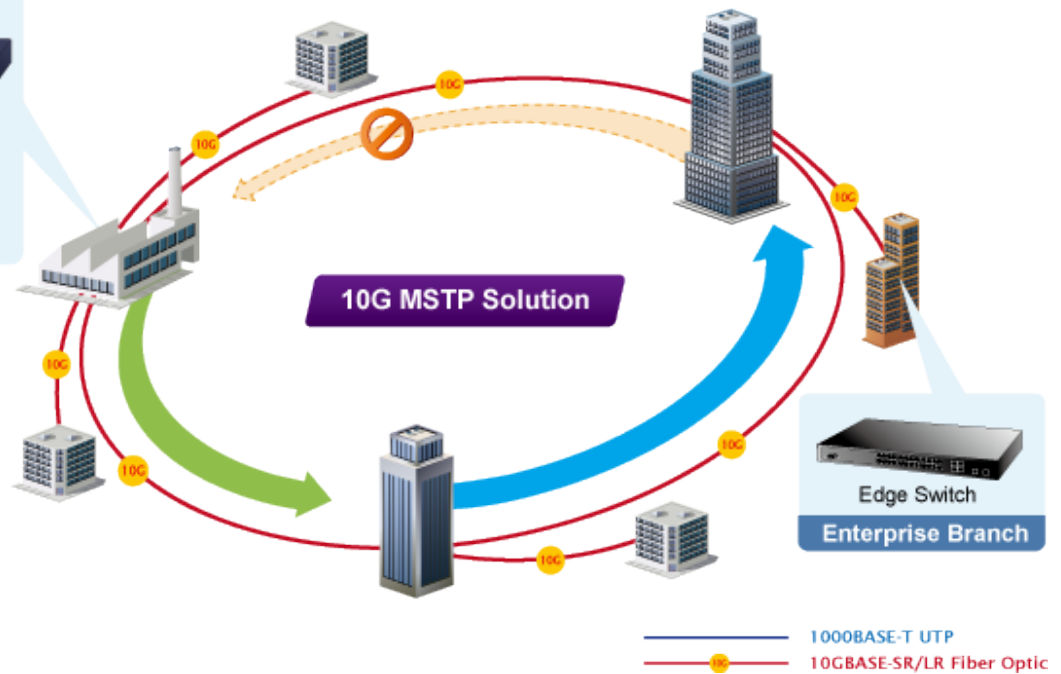 10G
10G
10G
10G MSTP Solution
10G
10G
10G
10G
Edge Switch
Enterprise Branch
1000BASE-T UTP
10G
10GBASE-SR/LR Fiber Optic